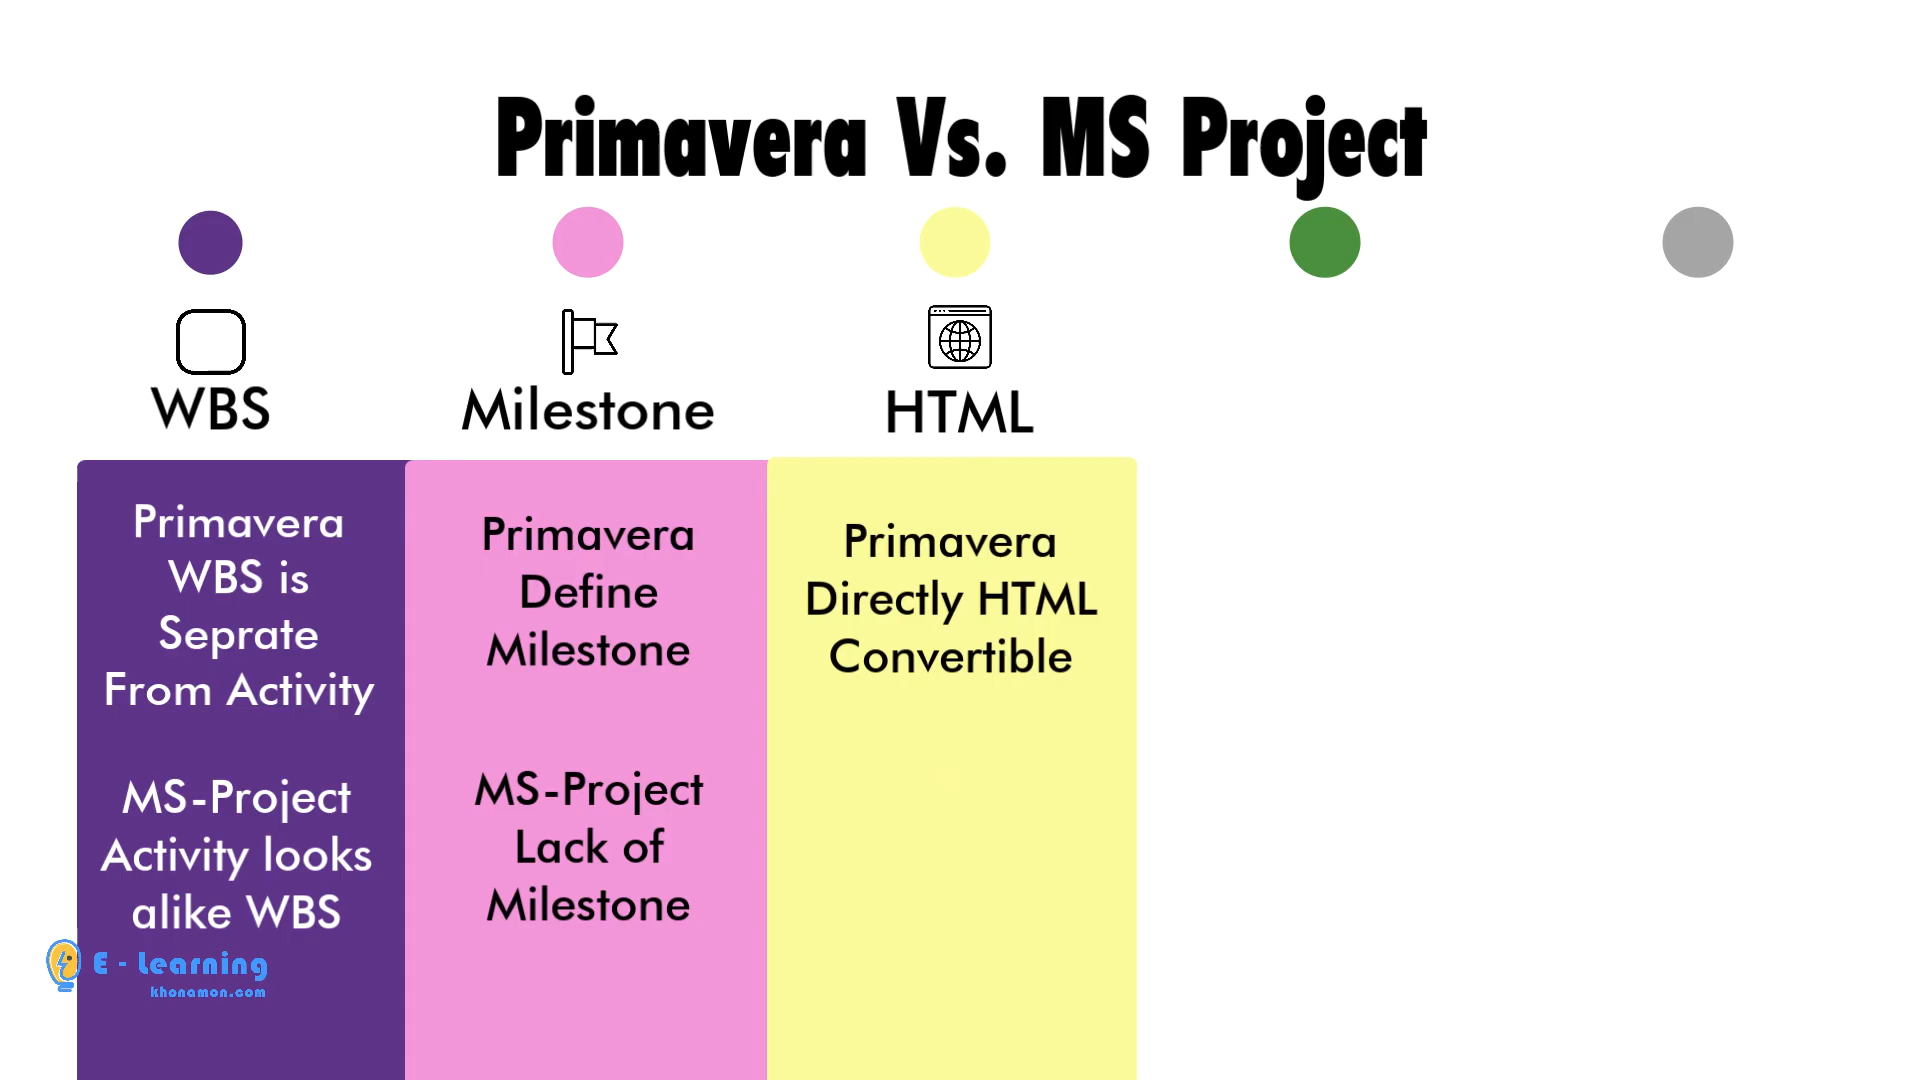 Primavera Vs. MS Project
WBS
Milestone
HTML
Primavera
WBS is
Seprate
From Activity
MS-Project
Activity looks
alike WBS
Primavera
Define
Milestone
MS-Project
Lack of
Milestone
Primavera
Directly HTML
Convertible
E - Learning
khonamon.com